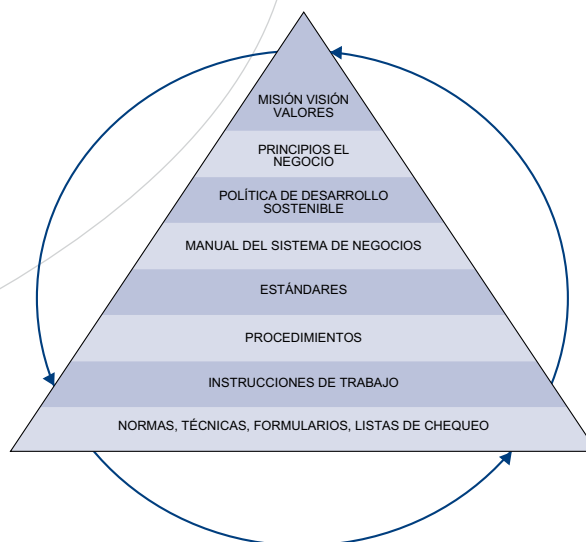 MISIÓN VISIÓN
VALORES
PRINCIPIOS EL
NEGOCIO
POLÍTICA DE DESARROLLO
SOSTENIBLE
MANUAL DEL SISTEMA DE NEGOCIOS
ESTÁNDARES
PROCEDIMIENTOS
INSTRUCCIONES DE TRABAJO
NORMAS, TÉCNICAS, FORMULARIOS, LISTAS DE CHEQUEO